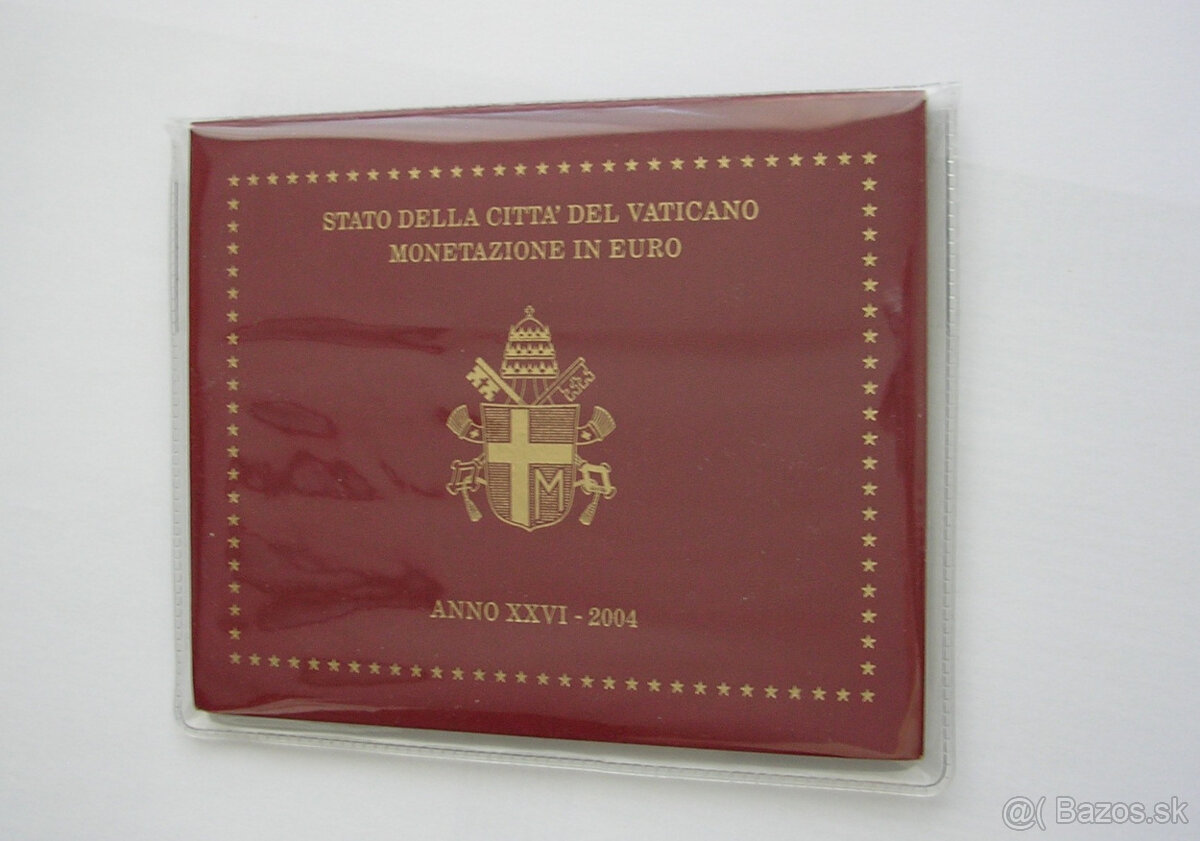 STATO DELLA CITTA' DEL VATICANO
MONETAZIONE IN EURO
M
ANNO XXVI - 2004
@( Bazos.sk